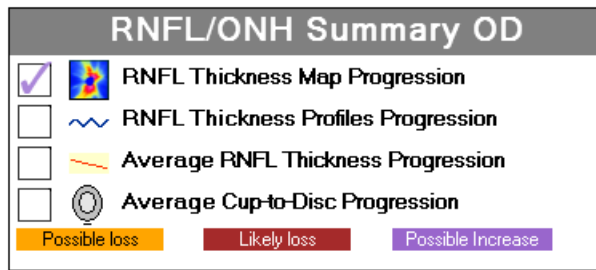 RNFL/ONH Summary OD
RNFL Thickness Map Progression
RNFL Thickness Profiles Progression
Average RNFL Thickness Progression
Average Cup-to-Disc Progression
Possible loss Likely loss Possible Increase